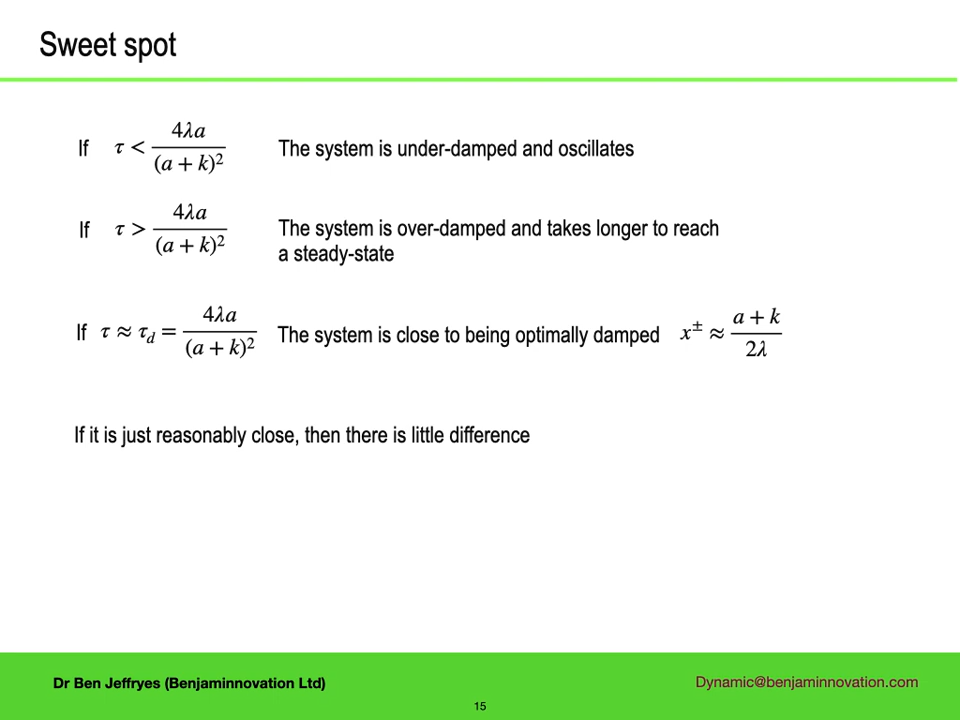 Sweet spot
If τ < 4λa / (a + k)² The system is under-damped and oscillates
If τ > 4λa / (a + k)² The system is over-damped and takes longer to reach
a steady-state
If τ ≈ τ_d = 4λa / (a + k)² The system is close to being optimally damped x^± ≈ a + k / 2λ
If it is just reasonably close, then there is little difference
Dr Ben Jeffryes (Benjaminnovation Ltd) Dynamic@benjaminnovation.com
15